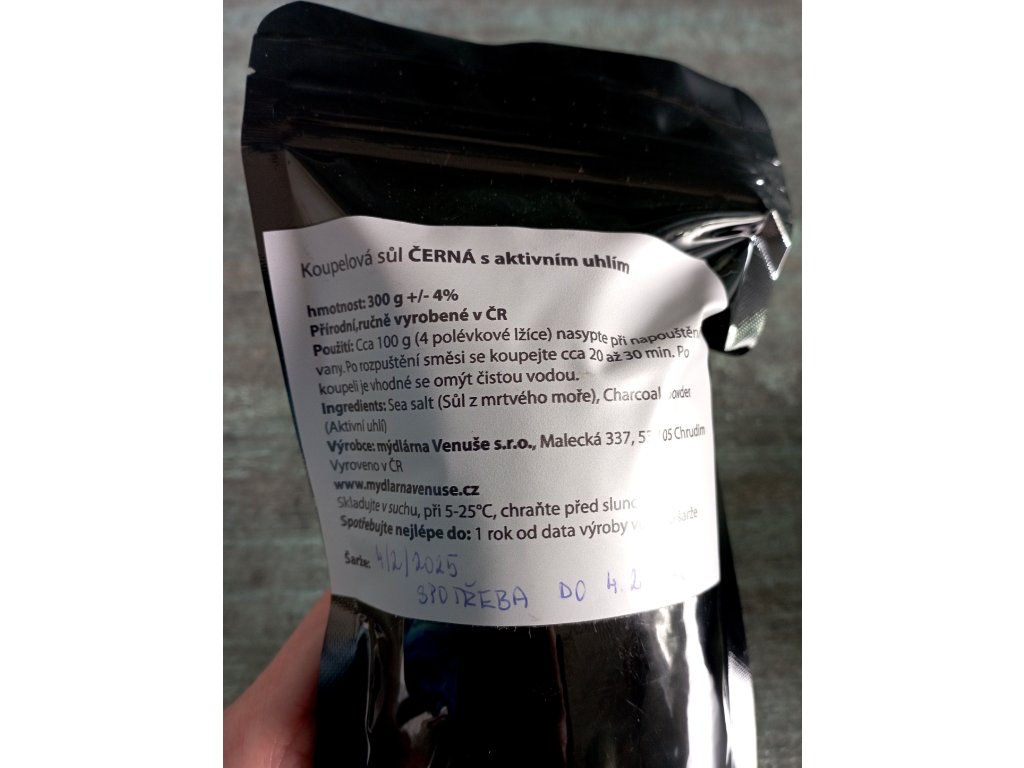 Koupelová sůl ČERNÁ s aktivním uhlím
hmotnost: 300 g +/- 4%
Přírodní,ručně vyrobené v ČR
Použití: Cca 100 g (4 polévkové lžíce) nasypte při napouštění
vany. Po rozpuštění směsi se koupejte cca 20 až 30 min. Po
koupeli je vhodné se omýt čistou vodou.
Ingredients: Sea salt (Sůl z mrtvého moře), Charcoal
(Aktivní uhlí)
Výrobce: mýdlárna Venuše s.r.o., Malecká 337, Chrudim
Vyroveno v ČR
www.mydlarnavenuse.cz
Skladujte v suchu, při 5-25°C, chraňte před
Spotřebujte nejlépe do: 1 rok od data výroby šarže
Šarže: 4/2/2025
SPOTŘEBA DO 4. 2